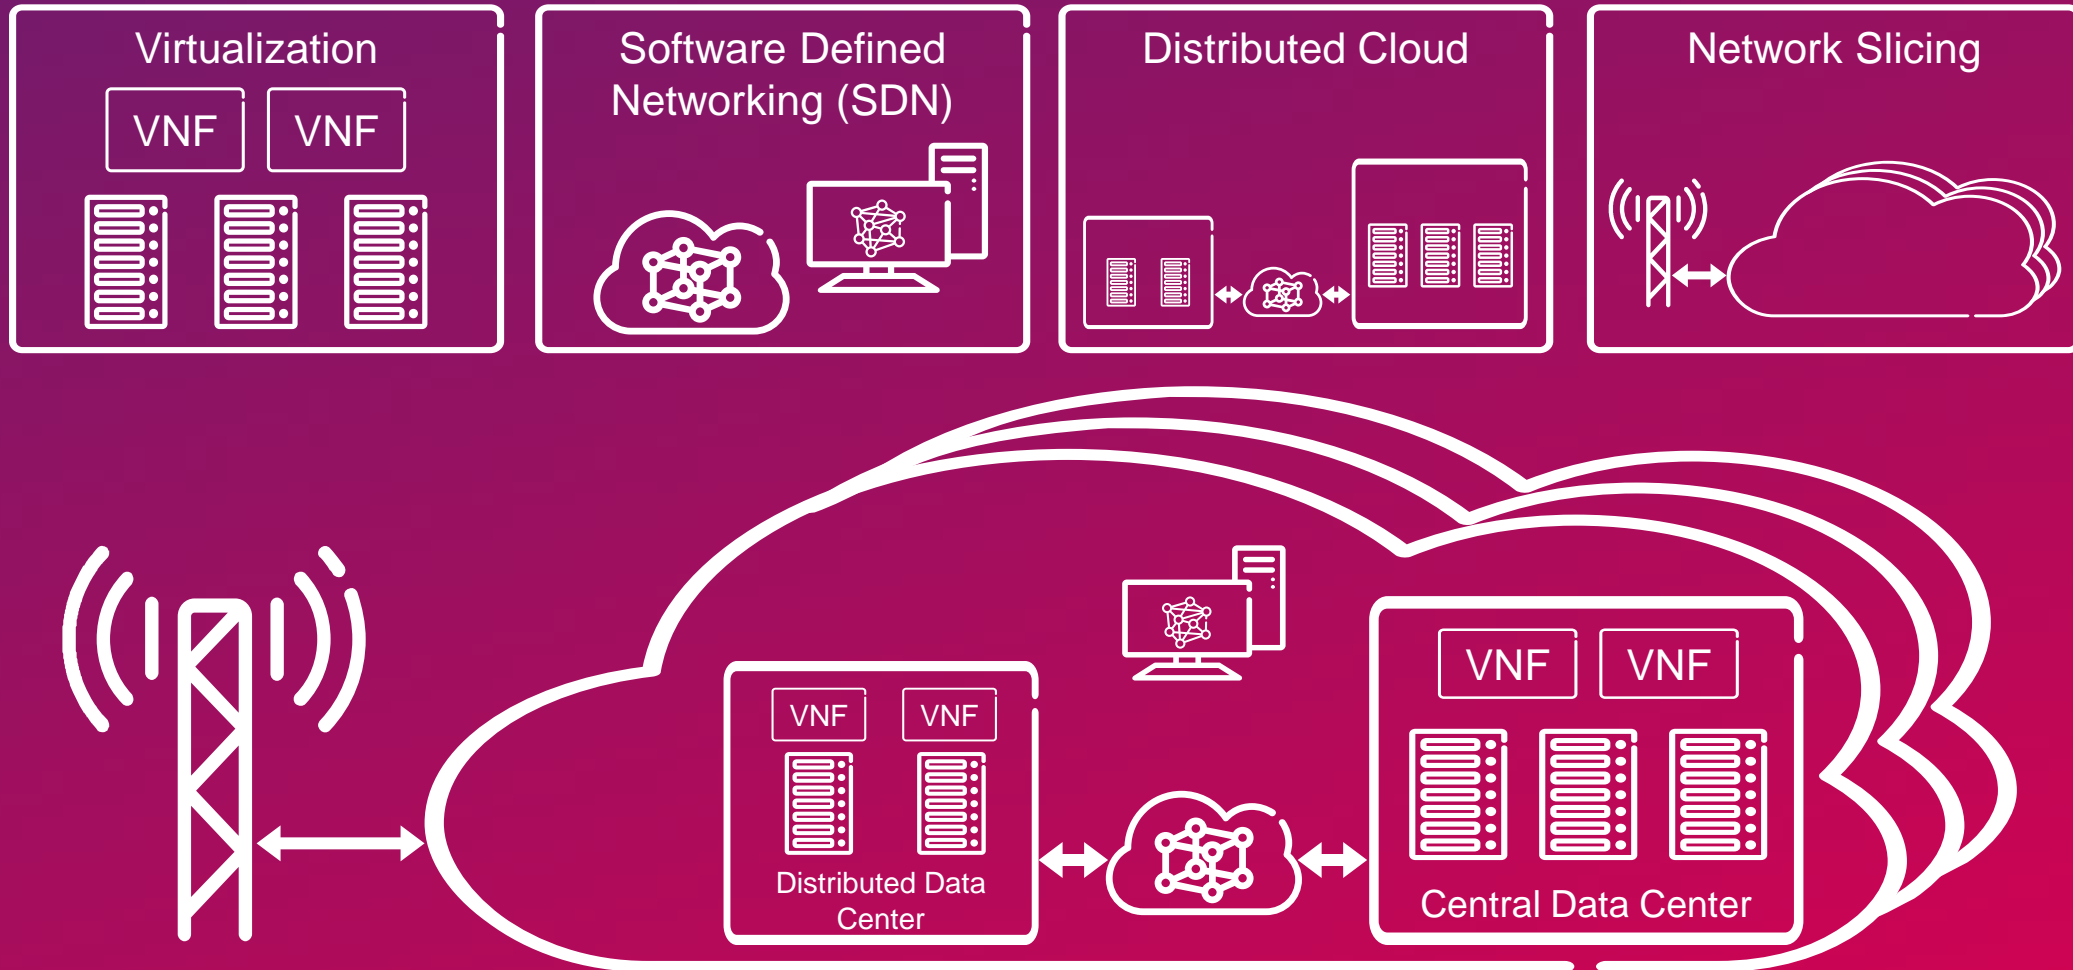 Virtualization
VNF
VNF
Software Defined
Networking (SDN)
Distributed Cloud
Network Slicing
VNF
VNF
Distributed Data
Center
VNF
VNF
Central Data Center